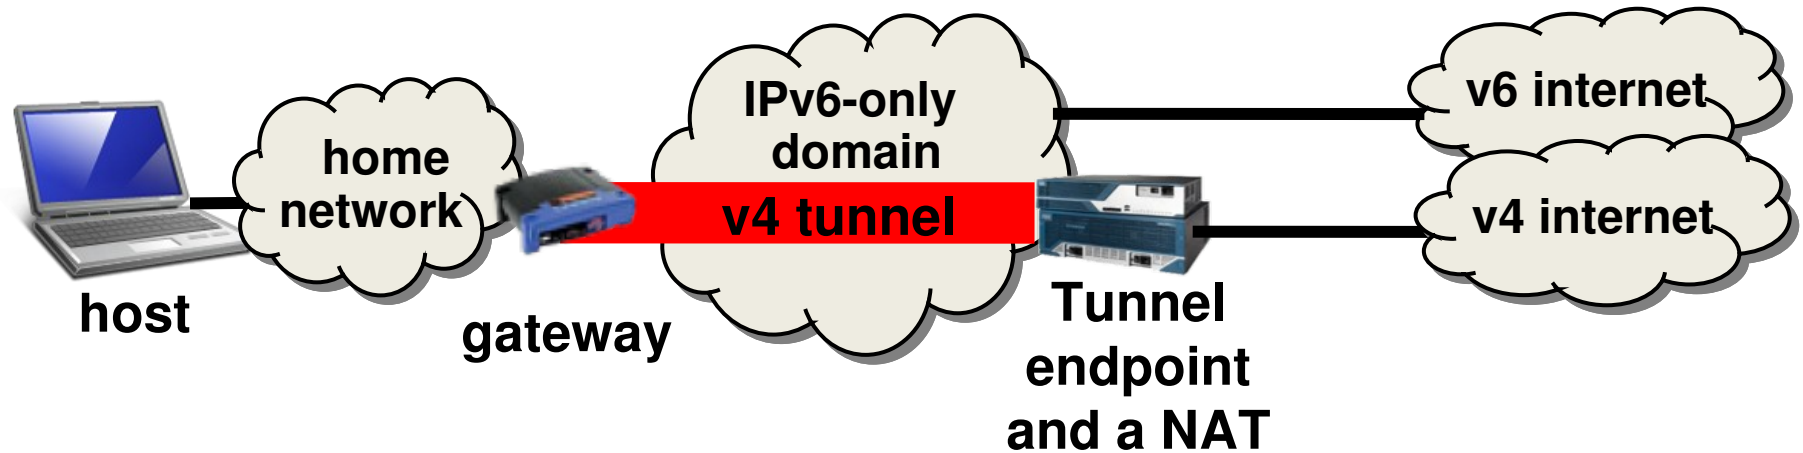 host
home
network
gateway
IPv6-only
domain
v4 tunnel
Tunnel
endpoint
and a NAT
v6 internet
v4 internet